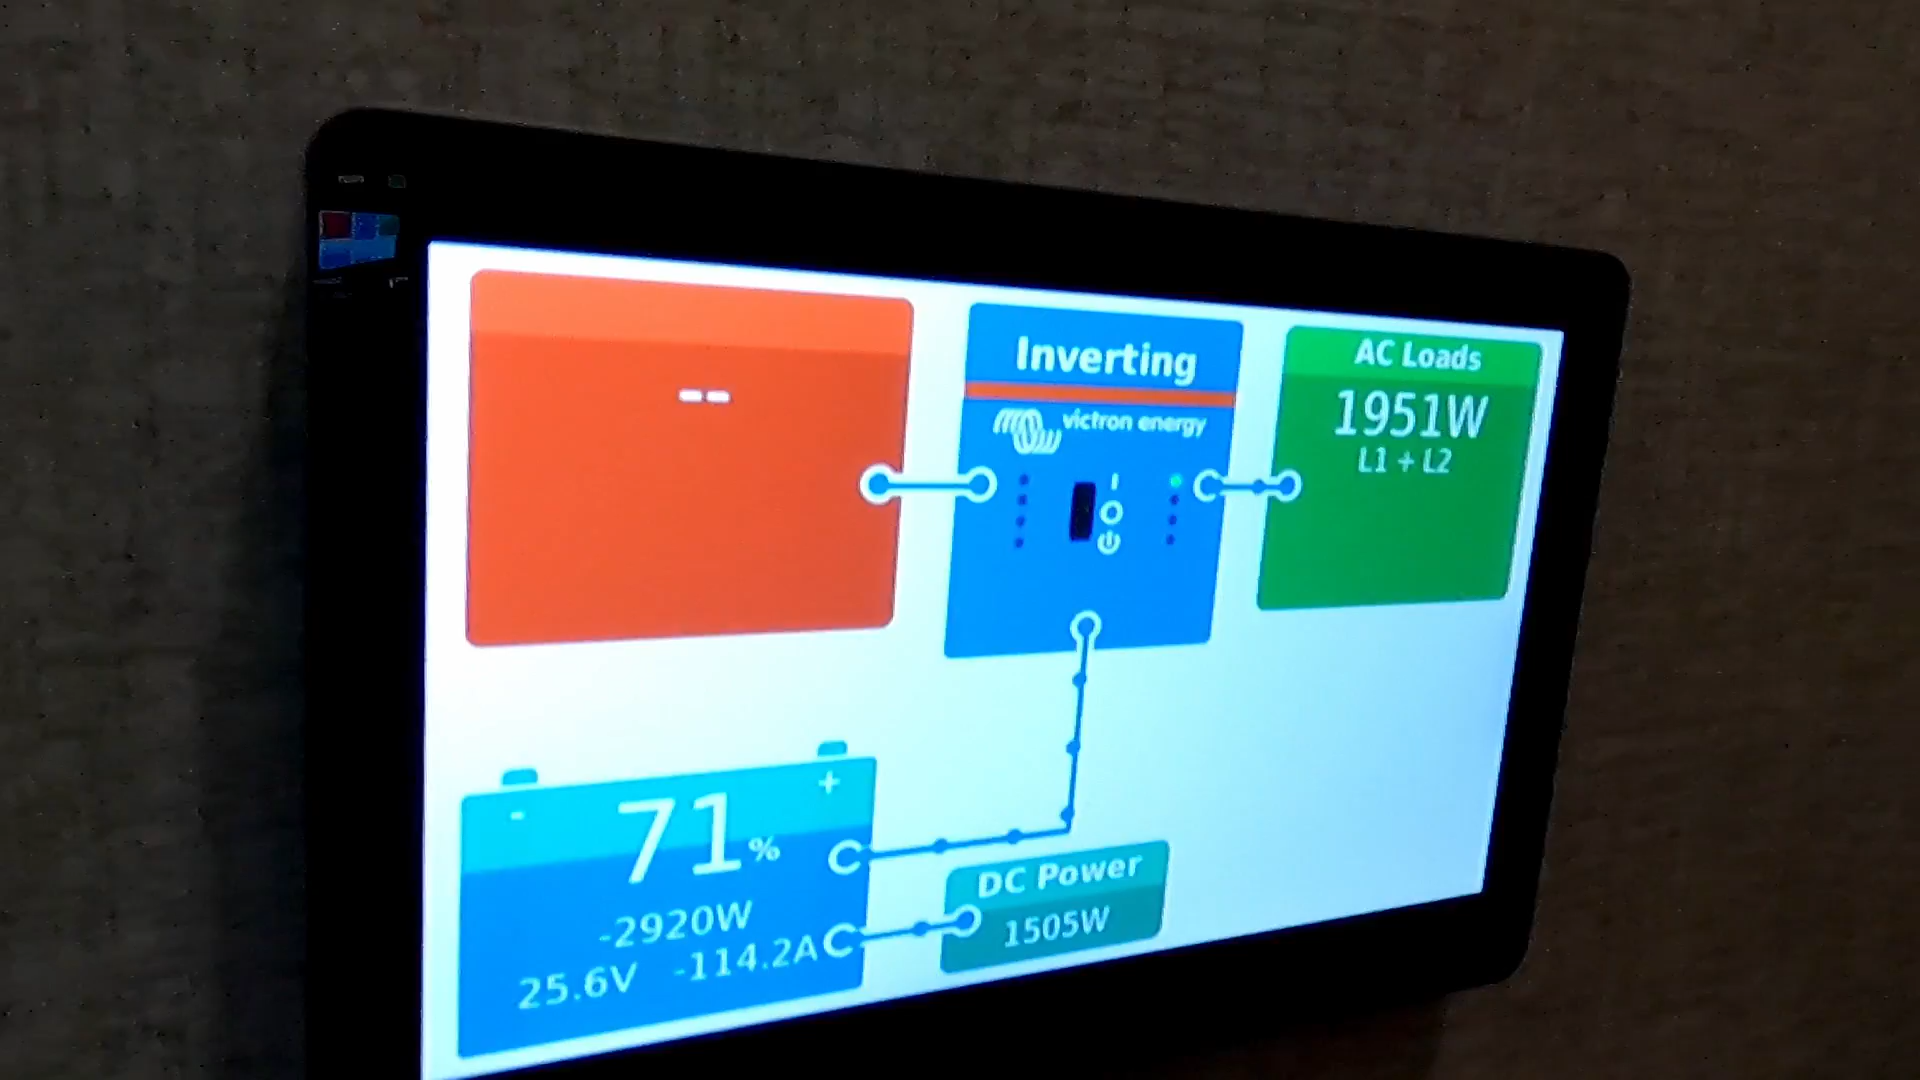 --
Inverting
victron energy
AC Loads
1951W
L1 + L2
- +
71%
-2920W
25.6V -114.2A
DC Power
1505W